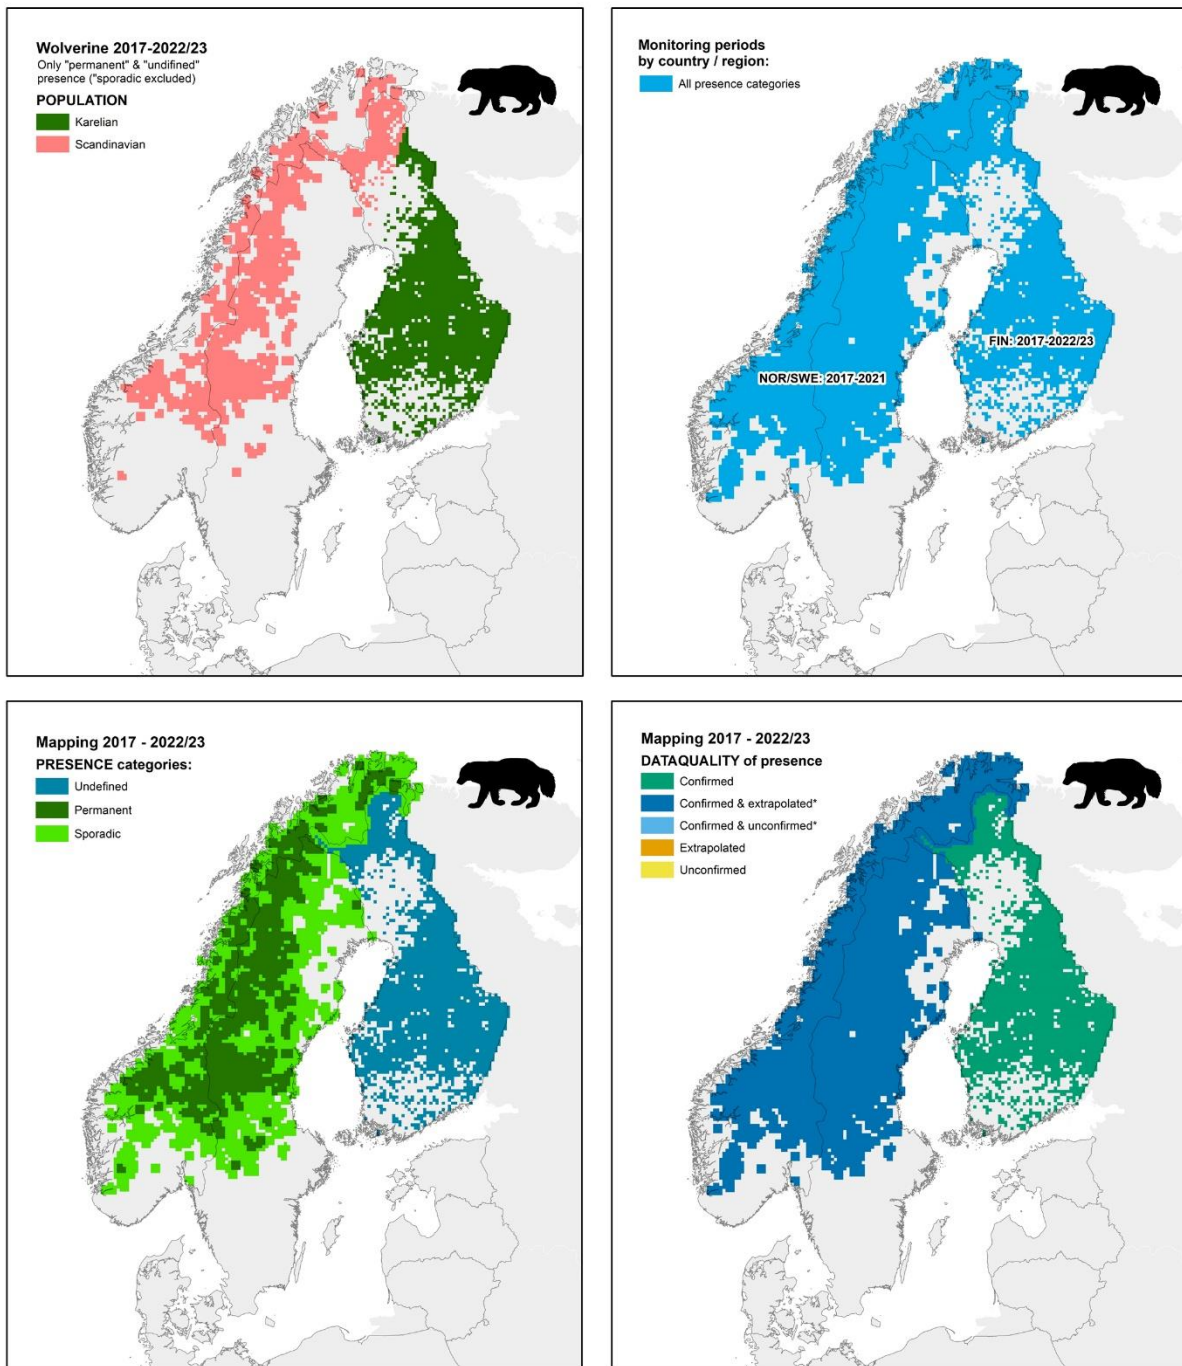 Wolverine 2017-2022/23
Only "permanent" & "undifined"
presence ("sporadic excluded)
POPULATION
Karelian
Scandinavian
Monitoring periods
by country / region:
All presence categories
FIN: 2017-2022/23
NOR/SWE: 2017-2021
Mapping 2017 - 2022/23
PRESENCE categories:
Undefined
Permanent
Sporadic
Mapping 2017 - 2022/23
DATAQUALITY of presence
Confirmed
Confirmed & extrapolated*
Confirmed & unconfirmed*
Extrapolated
Unconfirmed